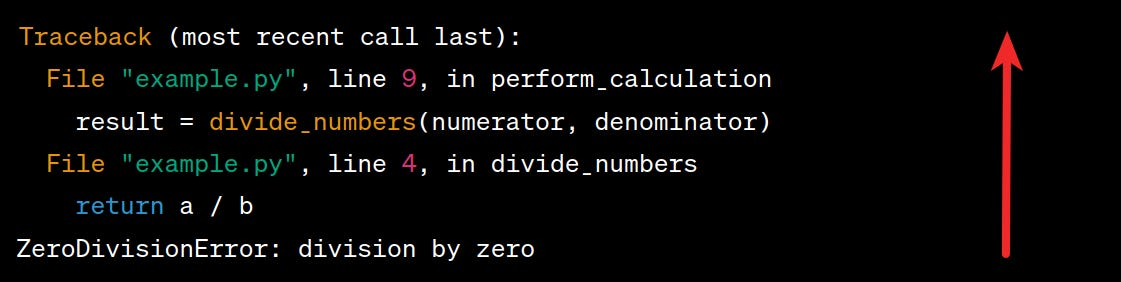 Traceback (most recent call last):
  File "example.py", line 9, in perform_calculation
    result = divide_numbers(numerator, denominator)
  File "example.py", line 4, in divide_numbers
    return a / b
ZeroDivisionError: division by zero